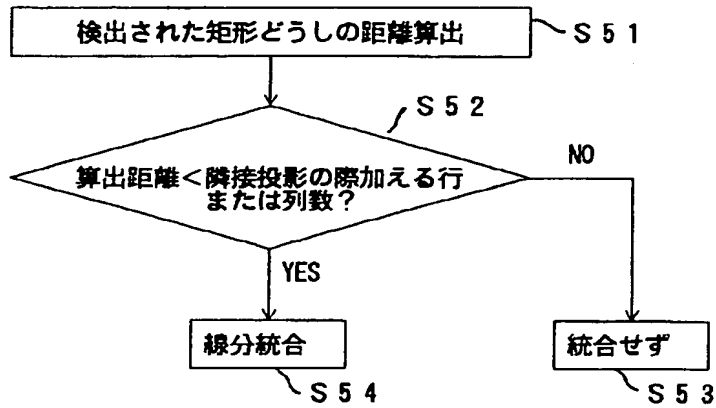 検出された矩形どうしの距離算出
S51
S52
算出距離<隣接投影の際加える行
または列数?
NO
YES
線分統合
統合せず
S54
S53